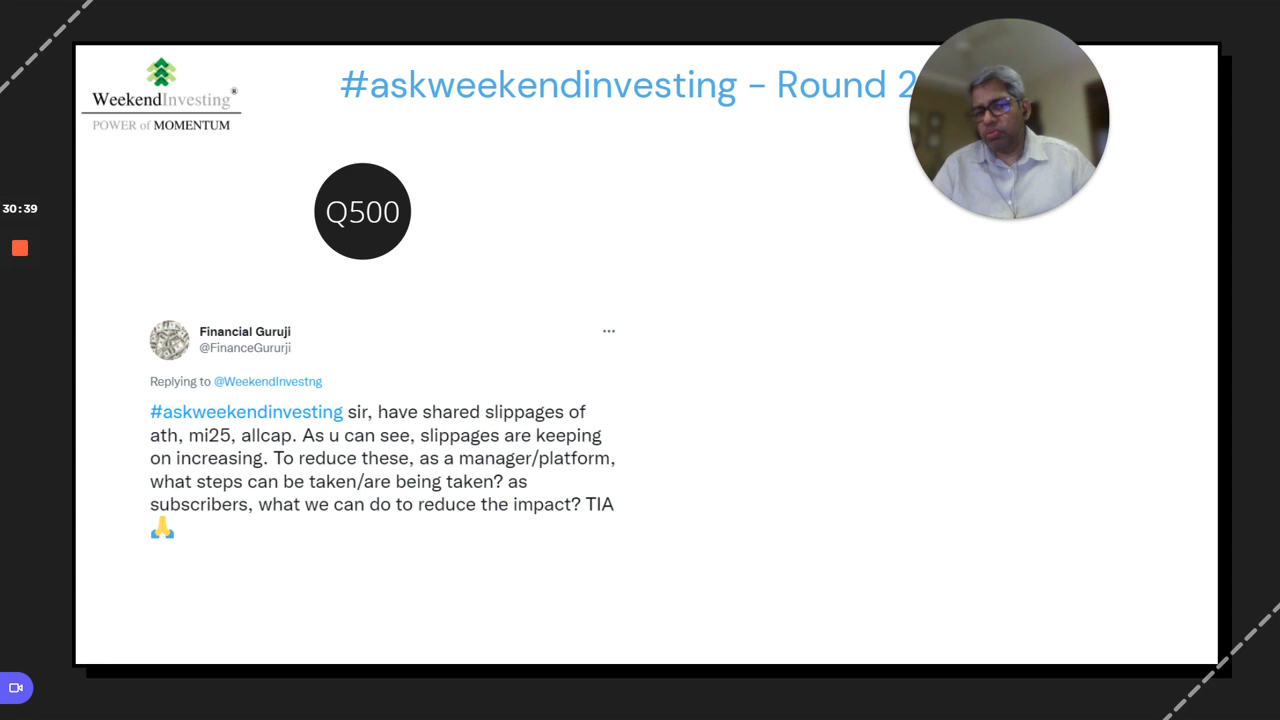 WeekendInvesting®
POWER of MOMENTUM
#askweekendinvesting - Round 2
30:39
Q500
Financial Guruji
@FinanceGururji
Replying to @WeekendInvestng
#askweekendinvesting sir, have shared slippages of
ath, mi25, allcap. As u can see, slippages are keeping
on increasing. To reduce these, as a manager/platform,
what steps can be taken/are being taken? as
subscribers, what we can do to reduce the impact? TIA
🙏